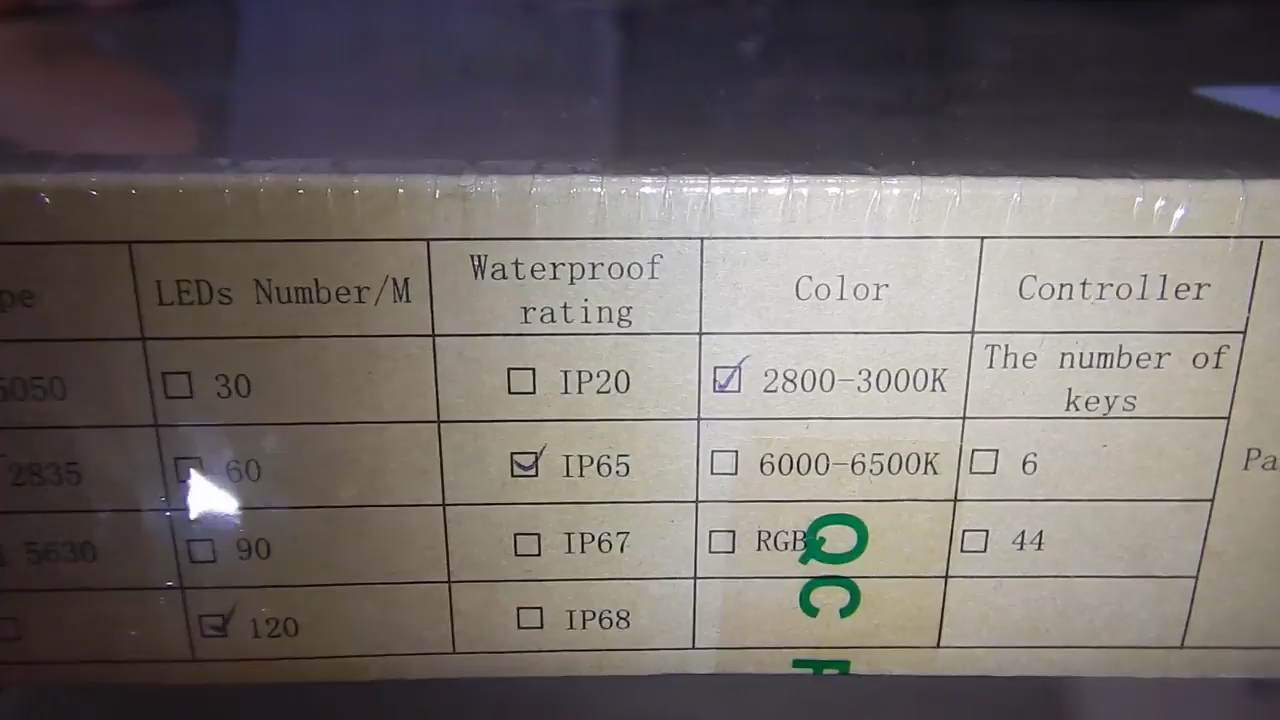 pe LEDs Number/M Waterproof rating Color Controller
5050 ☐ 30 ☐ IP20 ☑ 2800-3000K The number of keys
2835 ☐ 60 ☑ IP65 ☐ 6000-6500K ☐ 6 Pa
5630 ☐ 90 ☐ IP67 ☐ RGB ☐ 44
☐ ☑ 120 ☐ IP68
QC